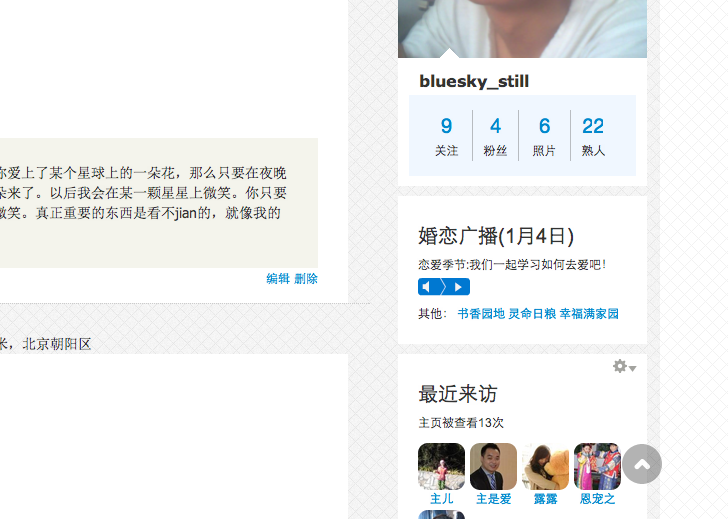 你爱上了某个星球上的一朵花，那么只要在夜晚
朵来了。以后我会在某一颗星星上微笑。你只要
微笑。真正重要的东西是看不jian的，就像我的
编辑 删除
米，北京朝阳区
bluesky_still
9 4 6 22
关注 粉丝 照片 熟人
婚恋广播(1月4日)
恋爱季节:我们一起学习如何去爱吧！
其他： 书香园地 灵命日粮 幸福满家园
最近来访
主页被查看13次
主儿 主是爱 露露 恩宠之